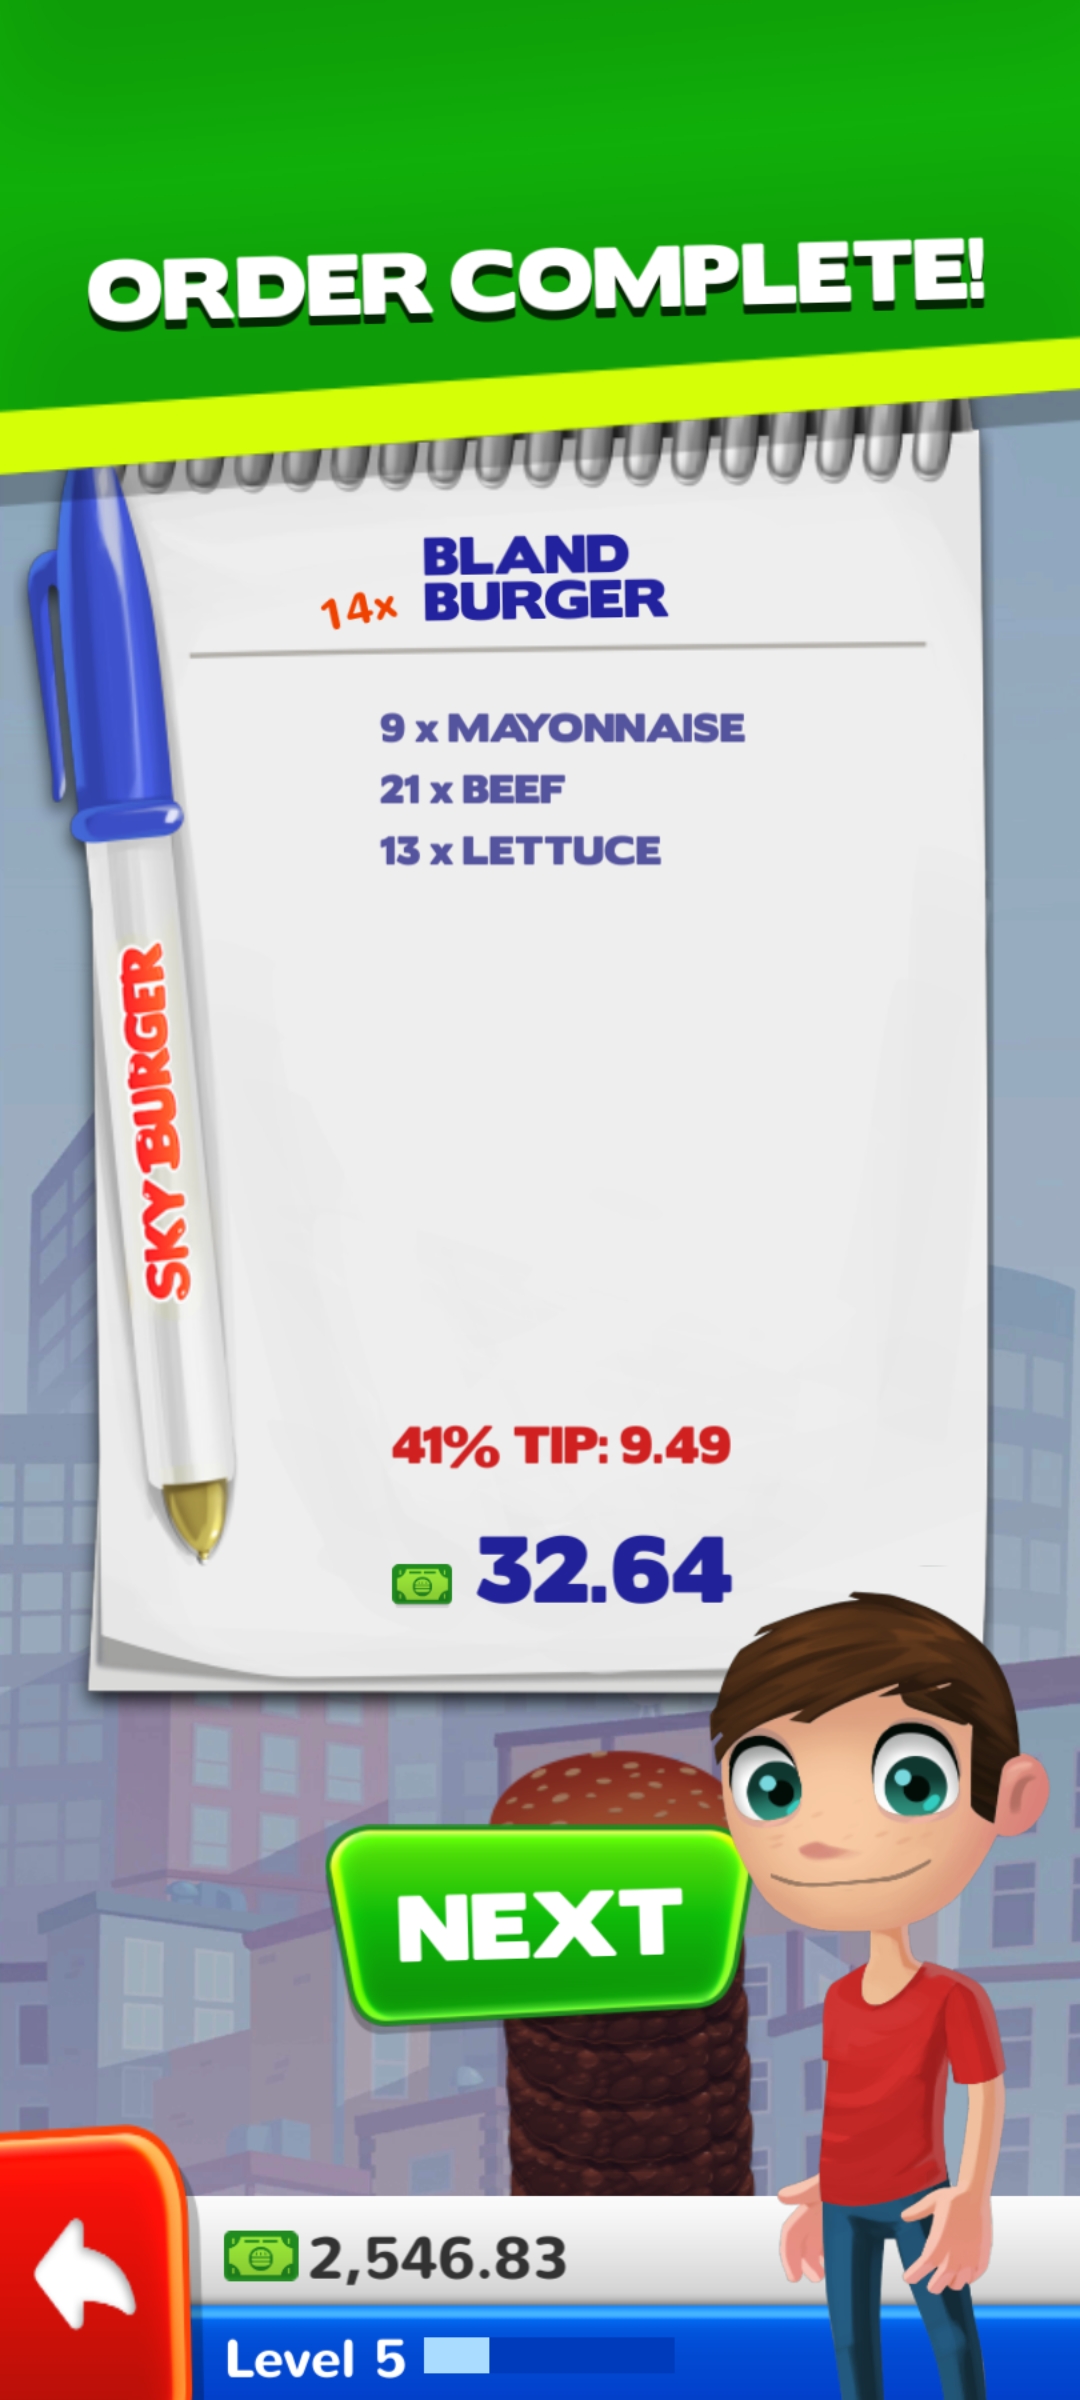 ORDER COMPLETE!
BLAND
14x BURGER
9 x MAYONNAISE
21 x BEEF
13 x LETTUCE
SKY BURGER
41% TIP: 9.49
32.64
NEXT
2,546.83
Level 5